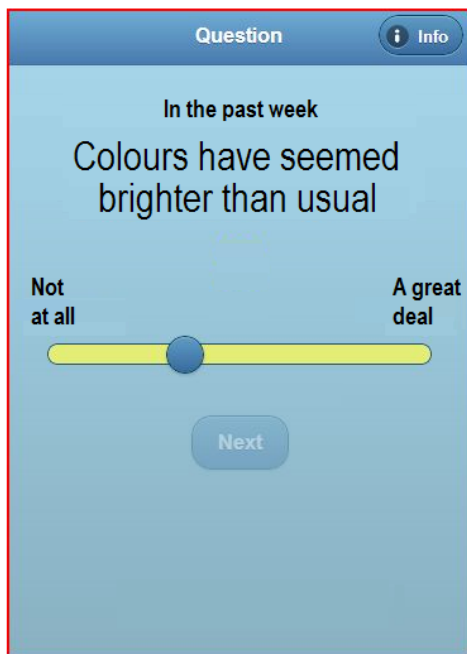 Question
Info
In the past week
Colours have seemed
brighter than usual
Not
at all
A great
deal
Next